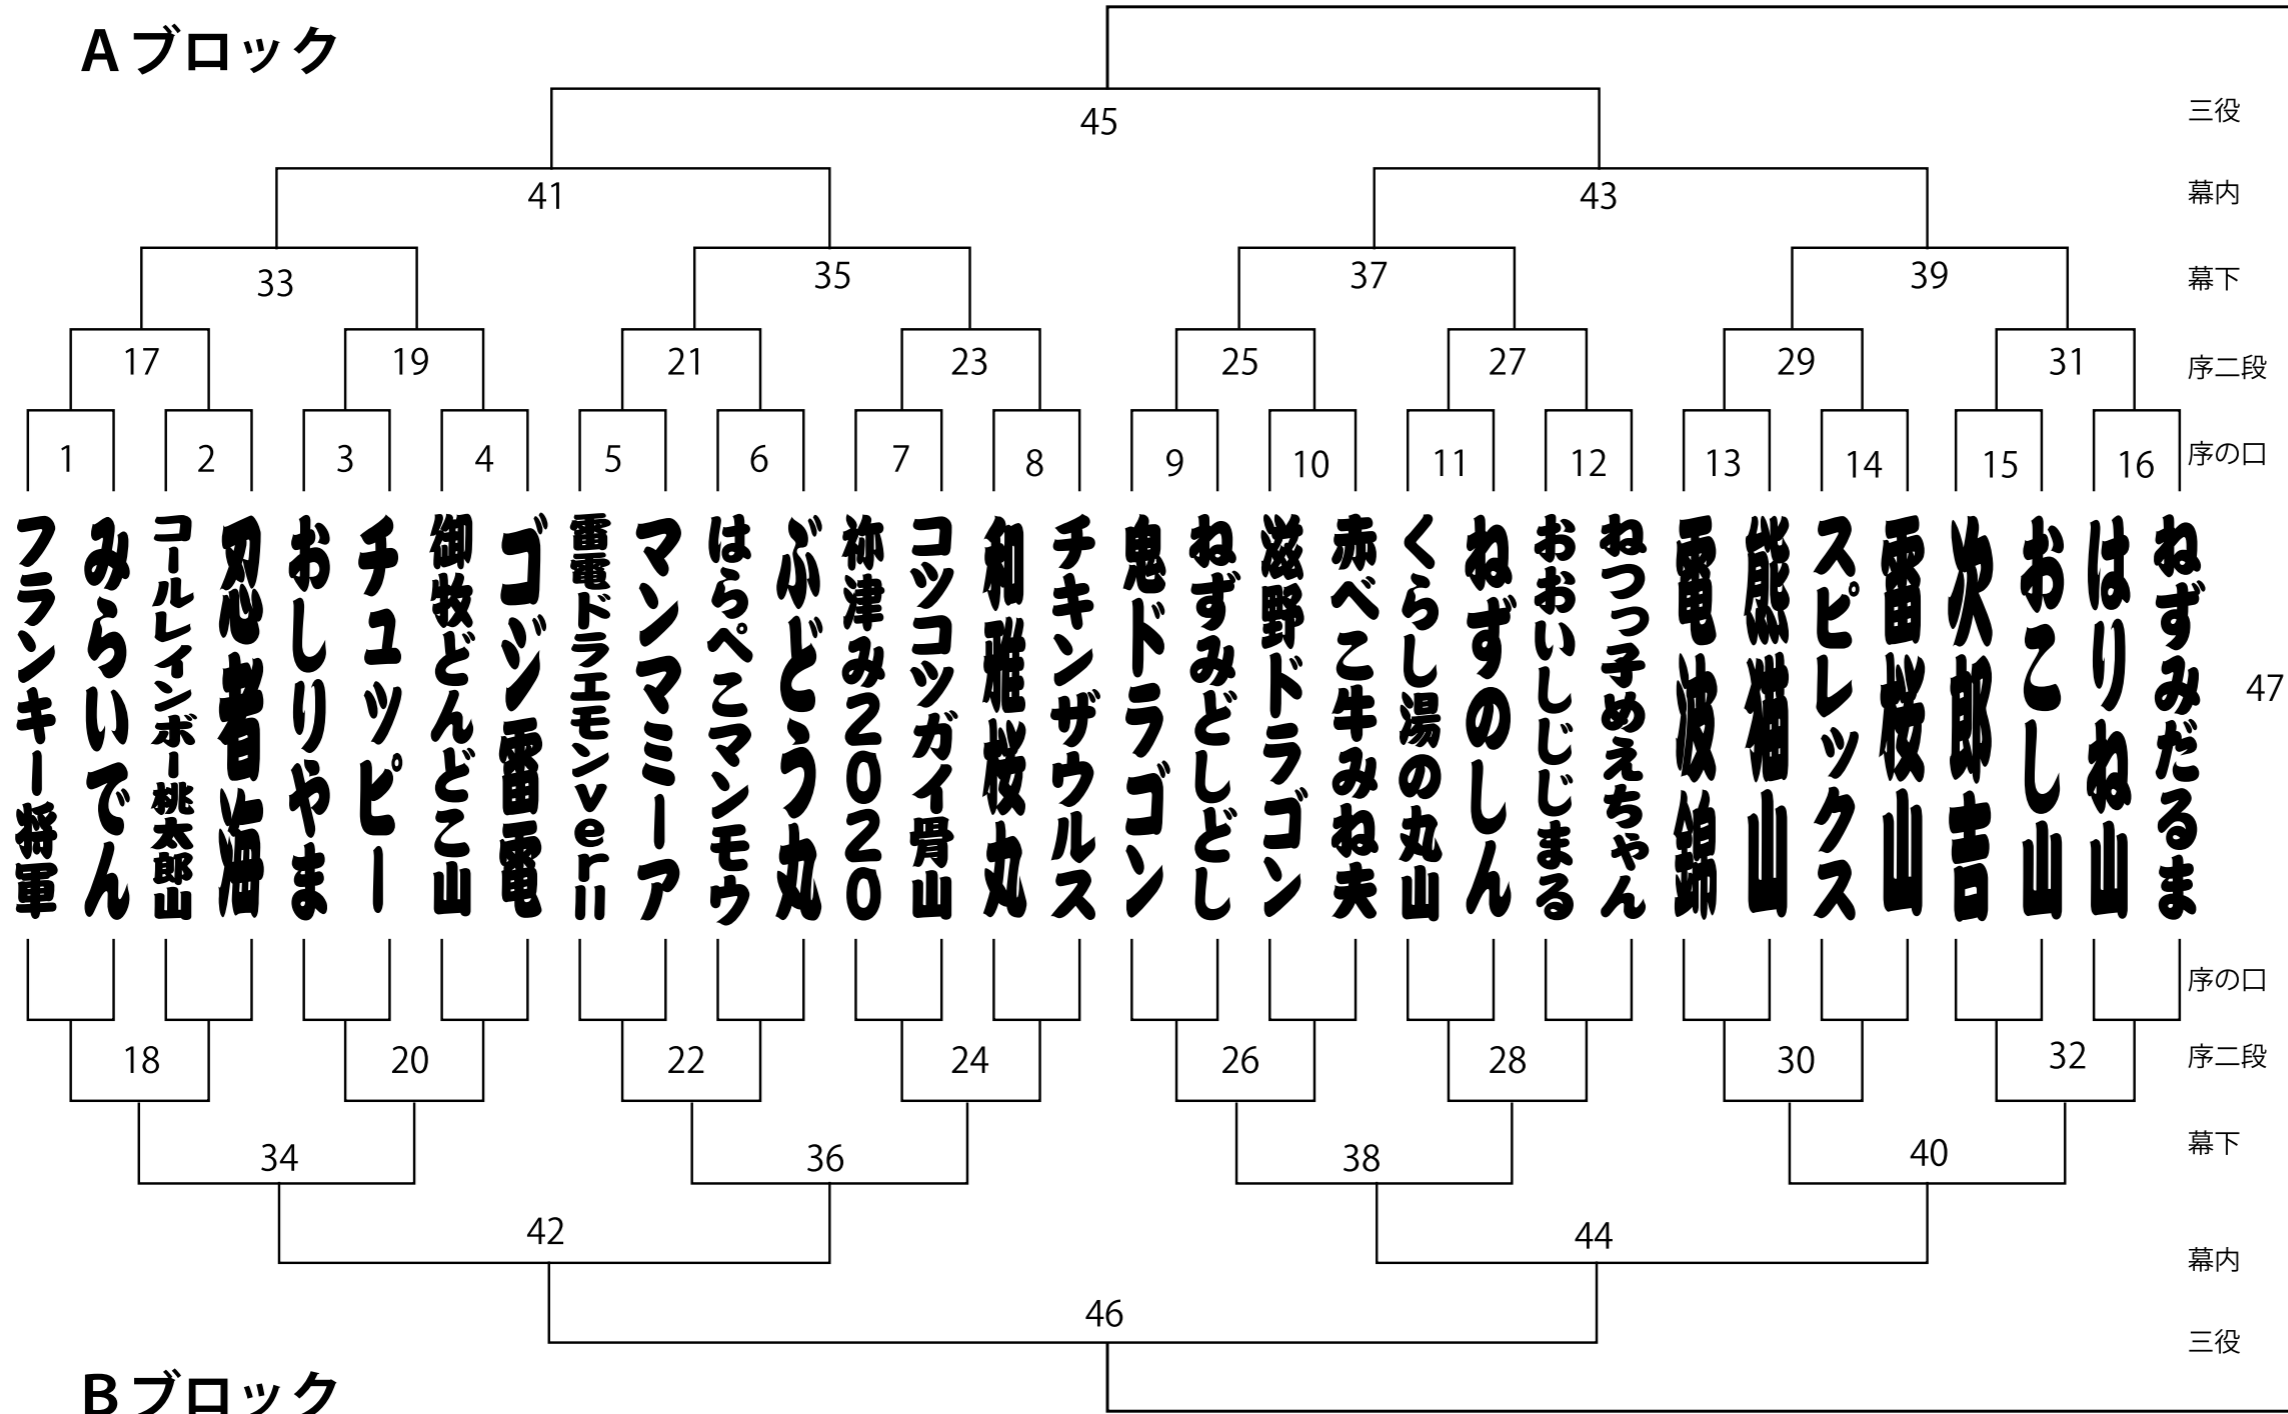 Aブロック
45
三役
41
43
幕内
33
35
37
39
幕下
17
19
21
23
25
27
29
31
序二段
1
2
3
4
5
6
7
8
9
10
11
12
13
14
15
16
序の口
フランキー将軍
みらいでん
コールレインボー桃太郎山
忍者海
おしりやま
チュッピー
御牧どんどこ山
ゴジ雷電
雷電ドラエモンverⅡ
マンマミーア
はらぺこマンモウ
ぶどう丸
祢津み2020
コツコツガイ骨山
和雅桜丸
チキンザウルス
鬼ドラゴン
ねずみどしどし
滋野ドラゴン
赤べこ牛みね夫
くらし湯の丸山
ねずのしん
おおいしじじまる
ねつっ子めえちゃん
電波錦
熊猫山
スピレックス
雷桜山
次郎吉
おこし山
はりね山
ねずみだるま
47
序の口
18
20
22
24
26
28
30
32
序二段
34
36
38
40
幕下
42
44
幕内
46
三役
Bブロック